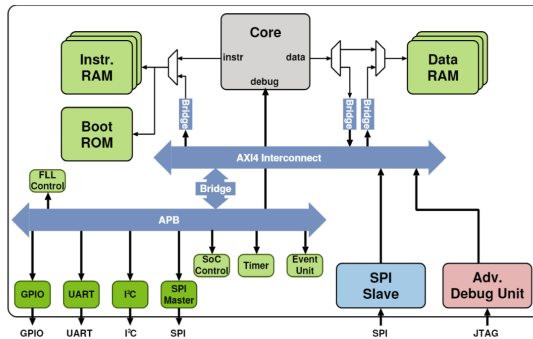 Core
instr
data
debug
Instr.
RAM
Data
RAM
Boot
ROM
Bridge
Bridge
Bridge
AXI4 Interconnect
FLL
Control
Bridge
APB
SoC
Control
Timer
Event
Unit
GPIO
UART
I²C
SPI
Master
SPI
Slave
Adv.
Debug Unit
GPIO
UART
I²C
SPI
SPI
JTAG